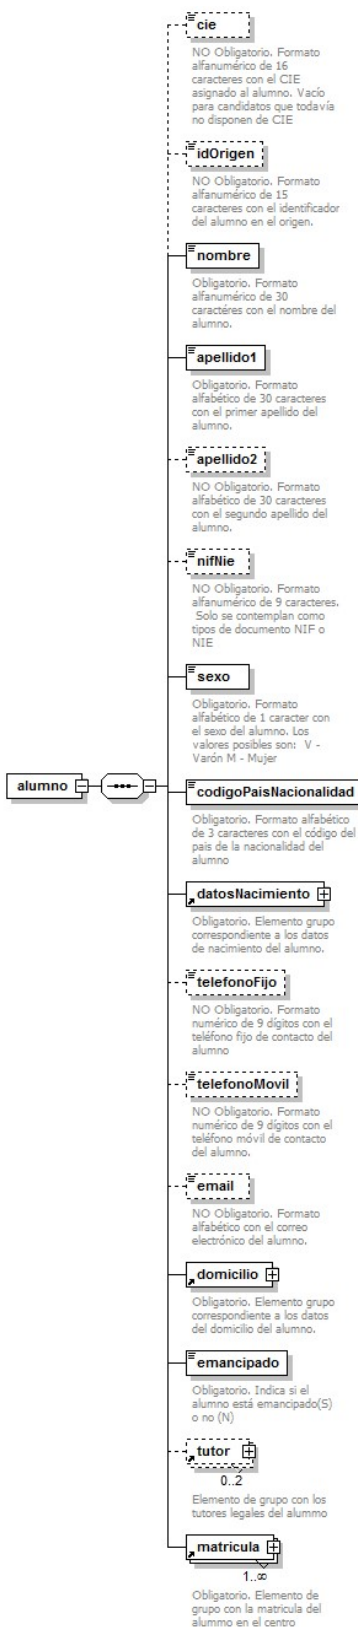 cie
NO Obligatorio. Formato
alfanumérico de 16
caracteres con el CIE
asignado al alumno. Vacío
para candidatos que todavía
no disponen de CIE
idOrigen
NO Obligatorio. Formato
alfanumérico de 15
caracteres con el identificador
del alumno en el origen.
nombre
Obligatorio. Formato
alfanumérico de 30
caractéres con el nombre del
alumno.
apellido1
Obligatorio. Formato
alfabético de 30 caracteres
con el primer apellido del
alumno.
apellido2
NO Obligatorio. Formato
alfabético de 30 caracteres
con el segundo apellido del
alumno.
nifNie
NO Obligatorio. Formato
alfanumérico de 9 caracteres.
Solo se contemplan como
tipos de documento NIF o
NIE
sexo
Obligatorio. Formato
alfabético de 1 caracter con
el sexo del alumno. Los
valores posibles son: V -
Varón M - Mujer
alumno
codigoPaisNacionalidad
Obligatorio. Formato alfabético
de 3 caracteres con el código del
pais de la nacionalidad del
alumno
datosNacimiento
Obligatorio. Elemento grupo
correspondiente a los datos
de nacimiento del alumno.
telefonoFijo
NO Obligatorio. Formato
numérico de 9 dígitos con el
teléfono fijo de contacto del
alumno
telefonoMovil
NO Obligatorio. Formato
numérico de 9 dígitos con el
teléfono móvil de contacto
del alumno.
email
NO Obligatorio. Formato
alfabético con el correo
electrónico del alumno.
domicilio
Obligatorio. Elemento grupo
correspondiente a los datos
del domicilio del alumno.
emancipado
Obligatorio. Indica si el
alumno está emancipado(S)
o no (N)
tutor
0..2
Elemento de grupo con los
tutores legales del alummo
matricula
1..∞
Obligatorio. Elemento de
grupo con la matricula del
alummo en el centro